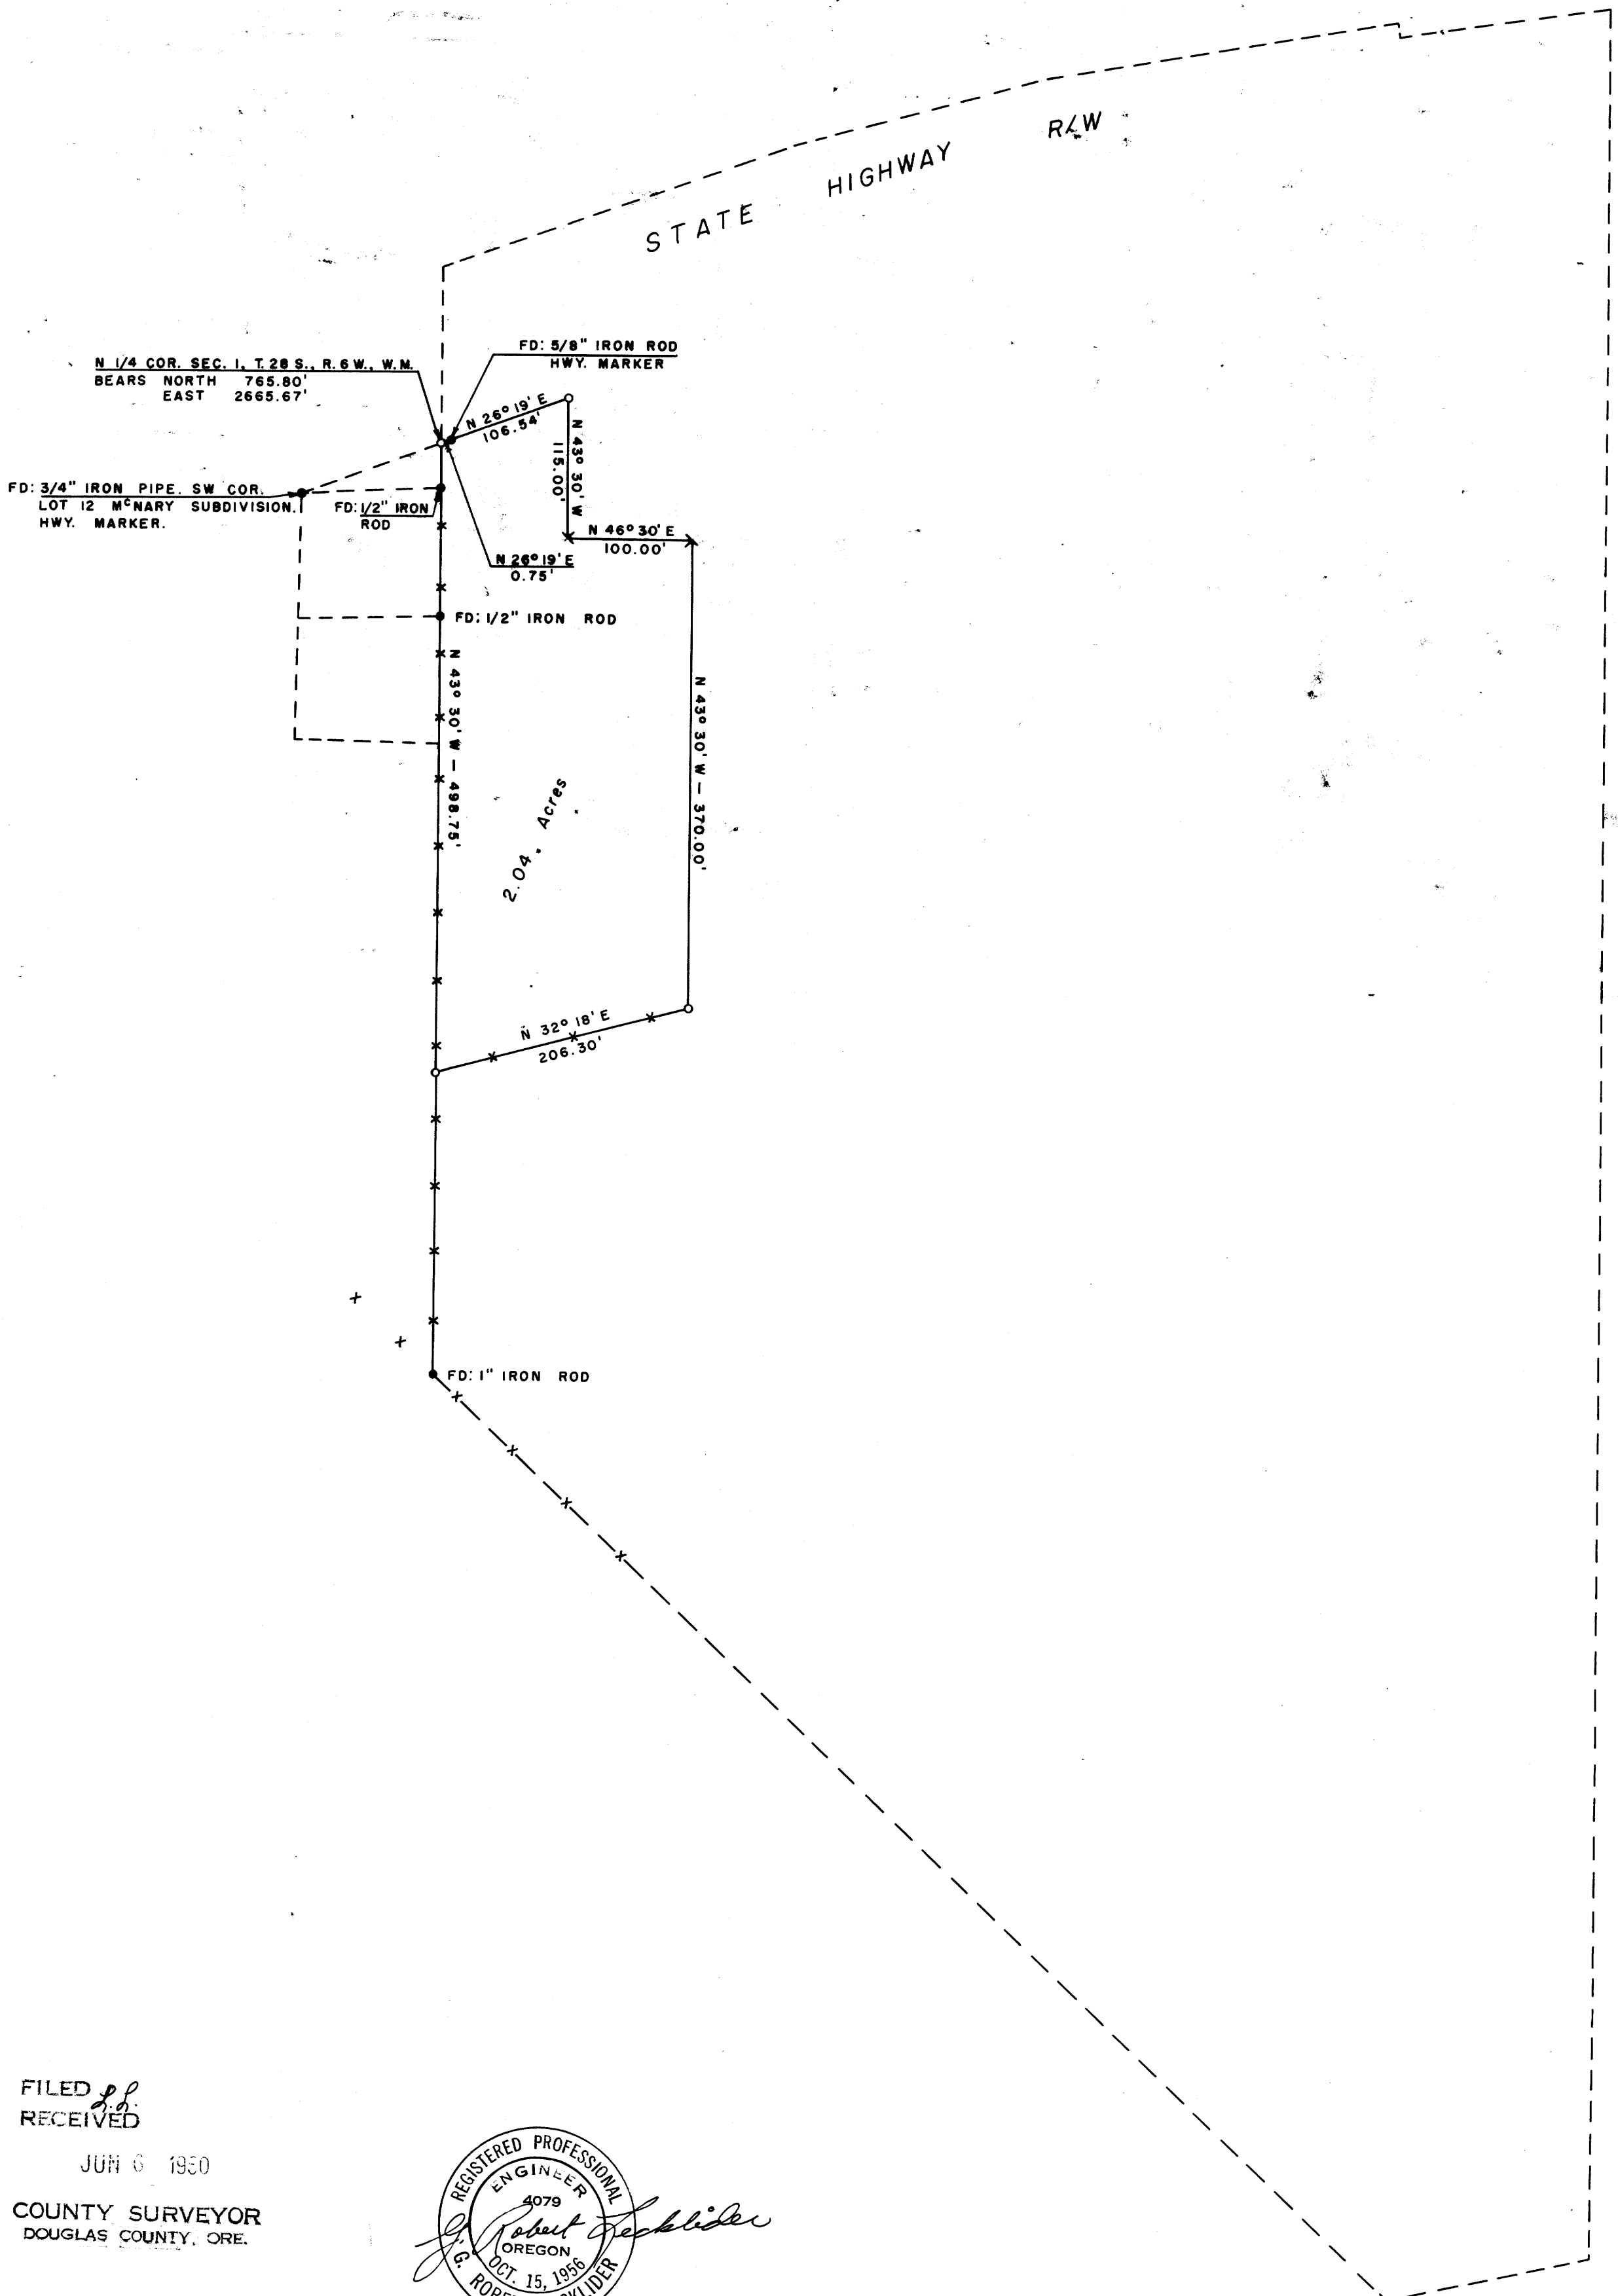 STATE HIGHWAY R/W
N 1/4 COR. SEC. 1, T. 28 S., R. 6 W., W.M.
BEARS NORTH 765.80'
EAST 2665.67'
FD: 5/8" IRON ROD
HWY. MARKER
N 26° 19' E
106.54'
N 43° 30' W
115.00'
FD: 3/4" IRON PIPE. SW COR.
LOT 12 McNARY SUBDIVISION.
HWY. MARKER.
FD: 1/2" IRON
ROD
N 46° 30' E
100.00'
N 26° 19' E
0.75'
FD: 1/2" IRON ROD
N 43° 30' W – 498.75'
N 43° 30' W – 370.00'
2.04 Acres
N 32° 18' E
206.30'
FD: 1" IRON ROD
FILED
RECEIVED
JUN 6
COUNTY SURVEYOR
DOUGLAS COUNTY, ORE.
REGISTERED PROFESSIONAL
ENGINEER
4079
G. Robert Lecklider
OREGON
OCT. 15, 1956